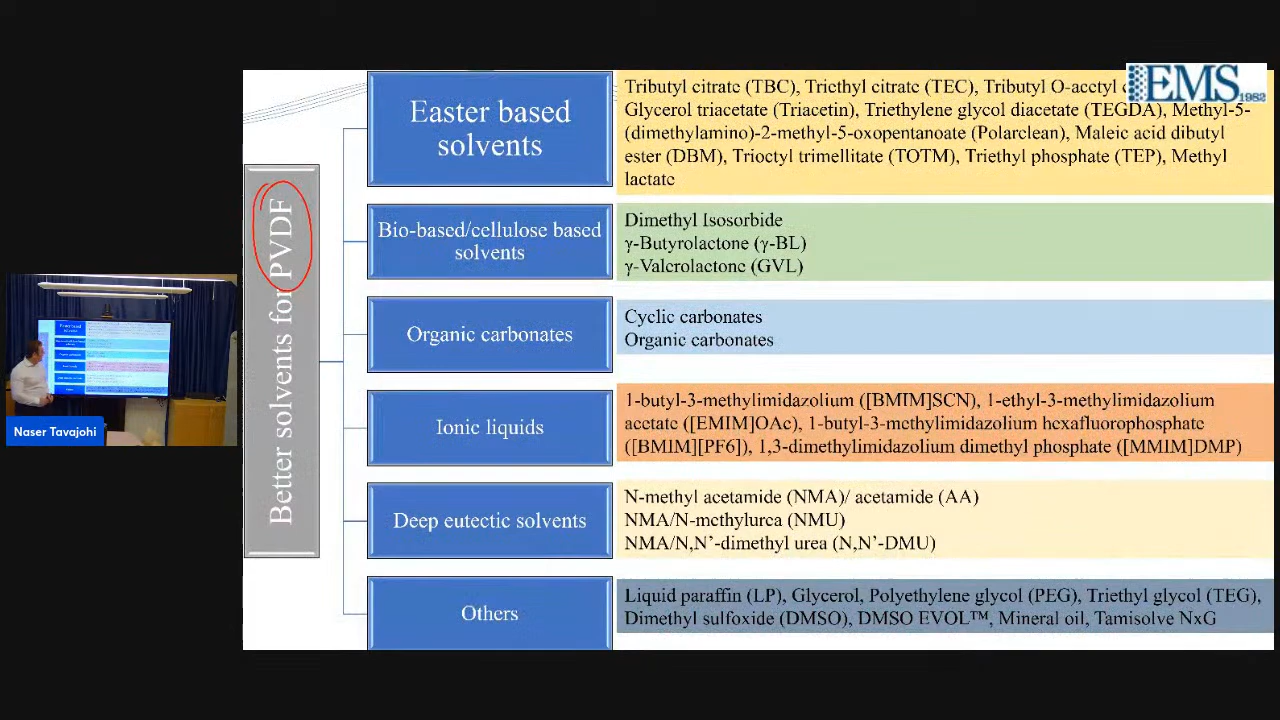 EMS 1982
Better solvents for PVDF
Easter based
solvents
Tributyl citrate (TBC), Triethyl citrate (TEC), Tributyl O-acetyl
Glycerol triacetate (Triacetin), Triethylene glycol diacetate (TEGDA), Methyl-5-
(dimethylamino)-2-methyl-5-oxopentanoate (Polarclean), Maleic acid dibutyl
ester (DBM), Trioctyl trimellitate (TOTM), Triethyl phosphate (TEP), Methyl
lactate
Bio-based/cellulose based
solvents
Dimethyl Isosorbide
γ-Butyrolactone (γ-BL)
γ-Valerolactone (GVL)
Organic carbonates
Cyclic carbonates
Organic carbonates
Ionic liquids
1-butyl-3-methylimidazolium ([BMIM]SCN), 1-ethyl-3-methylimidazolium
acetate ([EMIM]OAc), 1-butyl-3-methylimidazolium hexafluorophosphate
([BMIM][PF6]), 1,3-dimethylimidazolium dimethyl phosphate ([MMIM]DMP)
Deep eutectic solvents
N-methyl acetamide (NMA)/ acetamide (AA)
NMA/N-methylurea (NMU)
NMA/N,N’-dimethyl urea (N,N’-DMU)
Others
Liquid paraffin (LP), Glycerol, Polyethylene glycol (PEG), Triethyl glycol (TEG),
Dimethyl sulfoxide (DMSO), DMSO EVOL™, Mineral oil, Tamisolve NxG
Naser Tavajohi